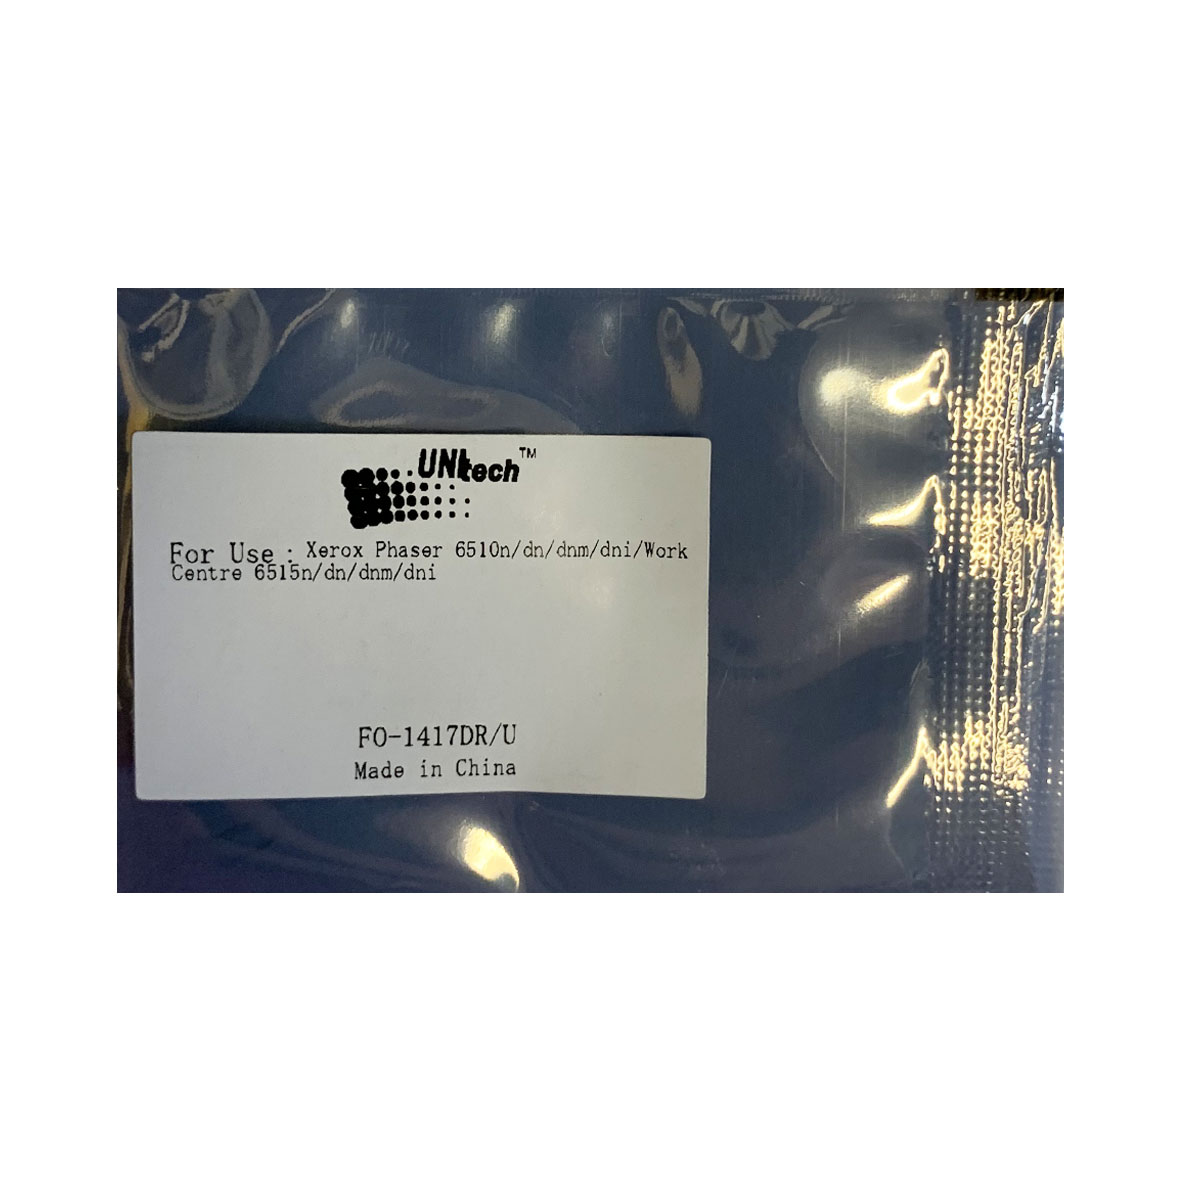 UNItech™
For Use : Xerox Phaser 6510n/dn/dnm/dni/Work
Centre 6515n/dn/dnm/dni
FO-1417DR/U
Made in China